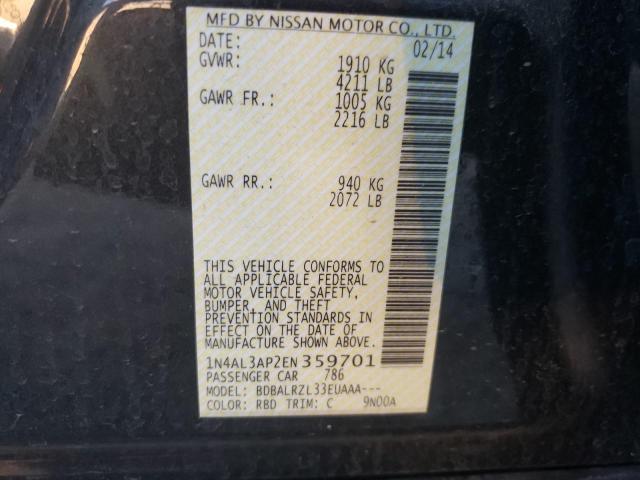 MFD BY NISSAN MOTOR CO., LTD.
DATE: 02/14
GVWR: 1910 KG
4211 LB
GAWR FR.: 1005 KG
2216 LB
GAWR RR.: 940 KG
2072 LB
THIS VEHICLE CONFORMS TO
ALL APPLICABLE FEDERAL
MOTOR VEHICLE SAFETY,
BUMPER, AND THEFT
PREVENTION STANDARDS IN
EFFECT ON THE DATE OF
MANUFACTURE SHOWN ABOVE.
1N4AL3AP2EN359701
PASSENGER CAR 786
MODEL: BDBALRZL33EUAAA---
COLOR: RBD TRIM: C 9N00A